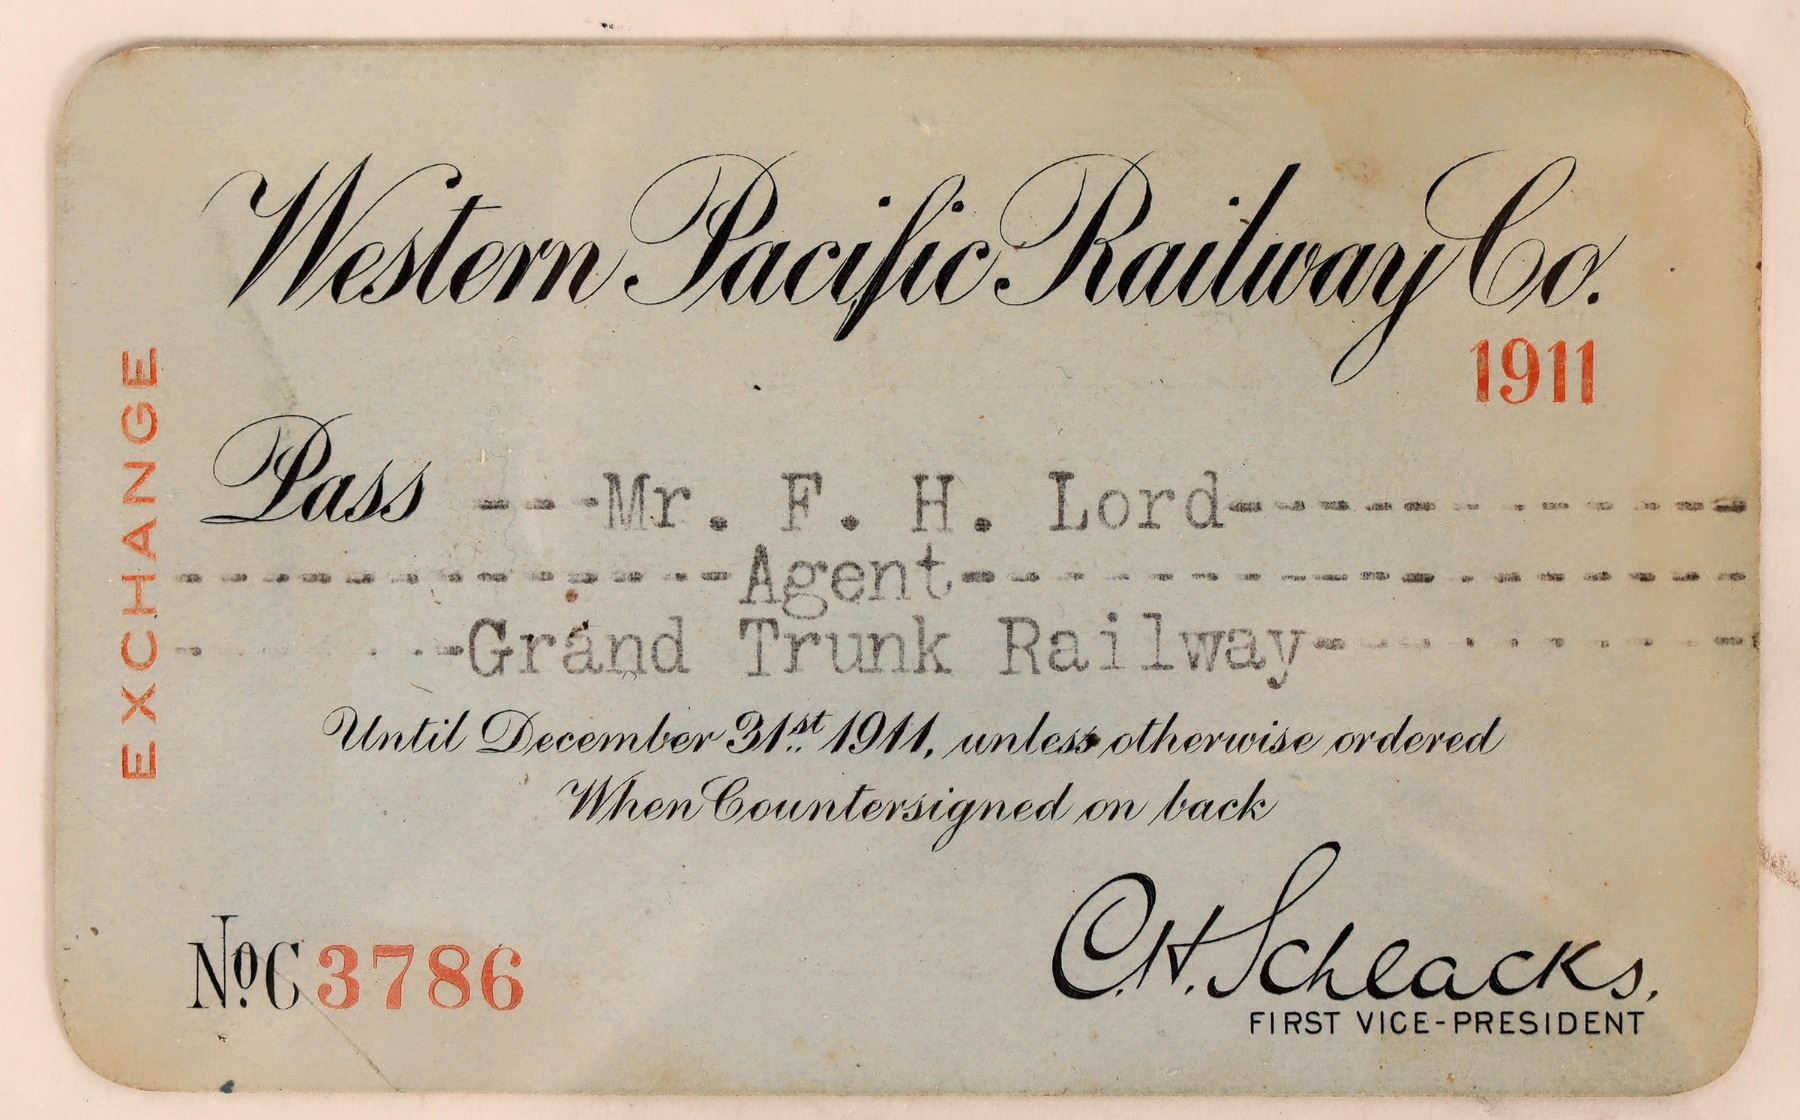 Western Pacific Railway Co.
1911
EXCHANGE
Pass ---Mr. F. H. Lord-------------
-------------Agent------------------
-Grand Trunk Railway-
Until December 31st 1911, unless otherwise ordered
When Countersigned on back
No. C 3786
C. H. Schlacks.
FIRST VICE-PRESIDENT